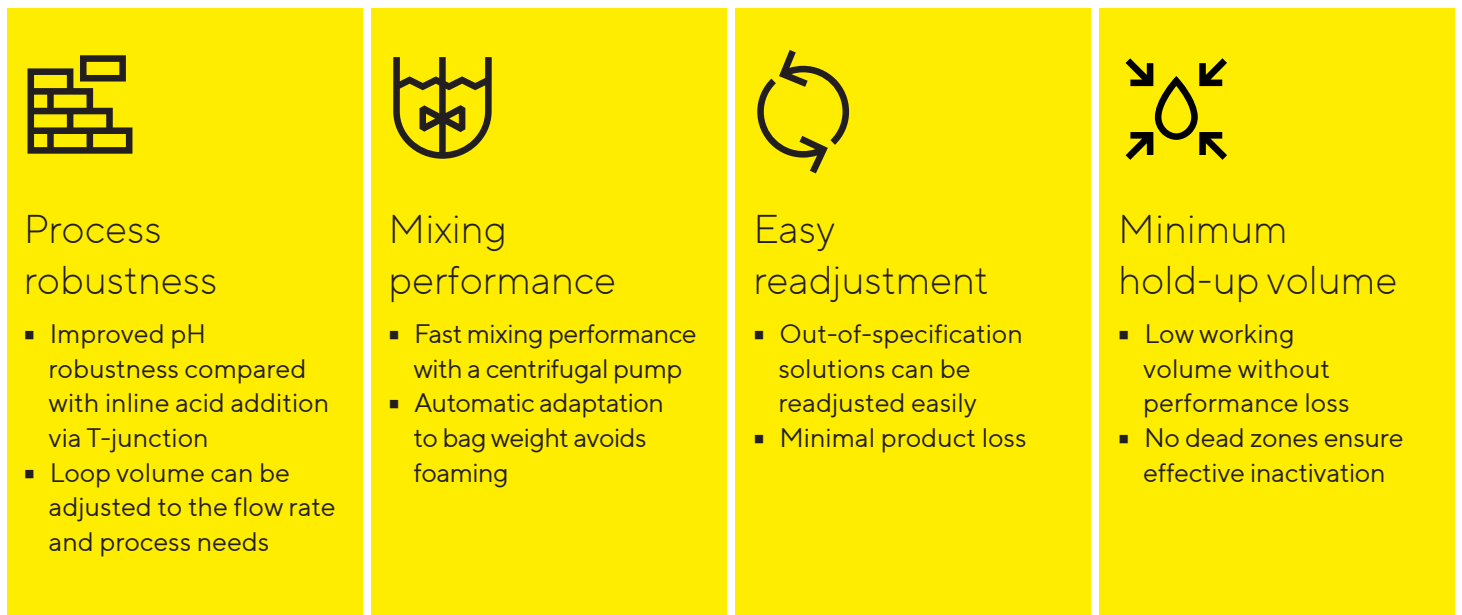 Process
robustness
▪ Improved pH
robustness compared
with inline acid addition
via T-junction
▪ Loop volume can be
adjusted to the flow rate
and process needs
Mixing
performance
▪ Fast mixing performance
with a centrifugal pump
▪ Automatic adaptation
to bag weight avoids
foaming
Easy
readjustment
▪ Out-of-specification
solutions can be
readjusted easily
▪ Minimal product loss
Minimum
hold-up volume
▪ Low working
volume without
performance loss
▪ No dead zones ensure
effective inactivation